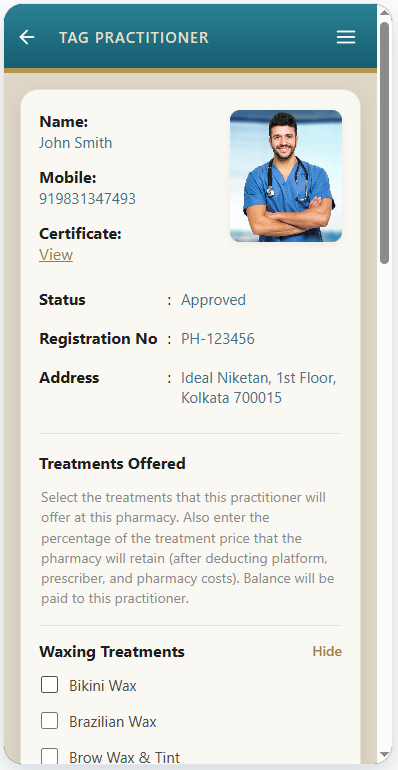 TAG PRACTITIONER
Name:
John Smith
Mobile:
919831347493
Certificate:
View
Status : Approved
Registration No : PH-123456
Address : Ideal Niketan, 1st Floor,
Kolkata 700015
Treatments Offered
Select the treatments that this practitioner will
offer at this pharmacy. Also enter the
percentage of the treatment price that the
pharmacy will retain (after deducting platform,
prescriber, and pharmacy costs). Balance will be
paid to this practitioner.
Waxing Treatments Hide
Bikini Wax
Brazilian Wax
Brow Wax & Tint